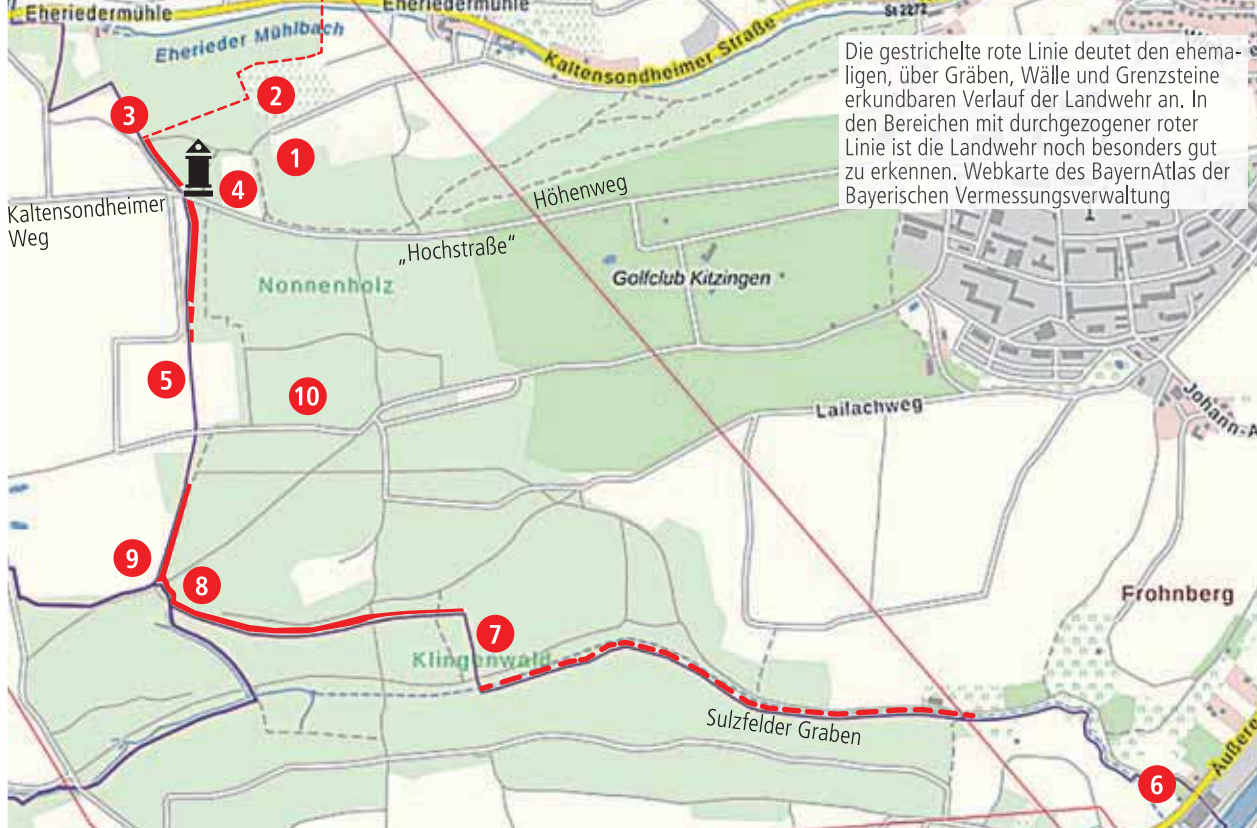 Eheriedermühle
Eheriedermühle
St 2272
Eherieder Mühlbach
Kaltensondheimer Straße
Die gestrichelte rote Linie deutet den ehema-
ligen, über Gräben, Wälle und Grenzsteine
erkundbaren Verlauf der Landwehr an. In
den Bereichen mit durchgezogener roter
Linie ist die Landwehr noch besonders gut
zu erkennen. Webkarte des BayernAtlas der
Bayerischen Vermessungsverwaltung
2
3
1
4
Kaltensondheimer
Weg
Höhenweg
„Hochstraße“
Nonnenholz
Golfclub Kitzingen
5
10
Lailachweg
Johann-A
9
8
Frohnberg
7
Klingenwald
Sulzfelder Graben
6
Äußere